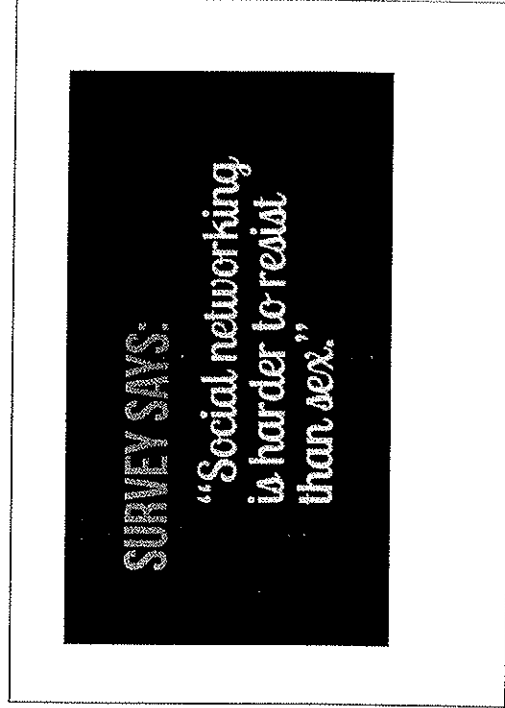 SURVEY SAYS:
“Social networking
is harder to resist
than sex.”